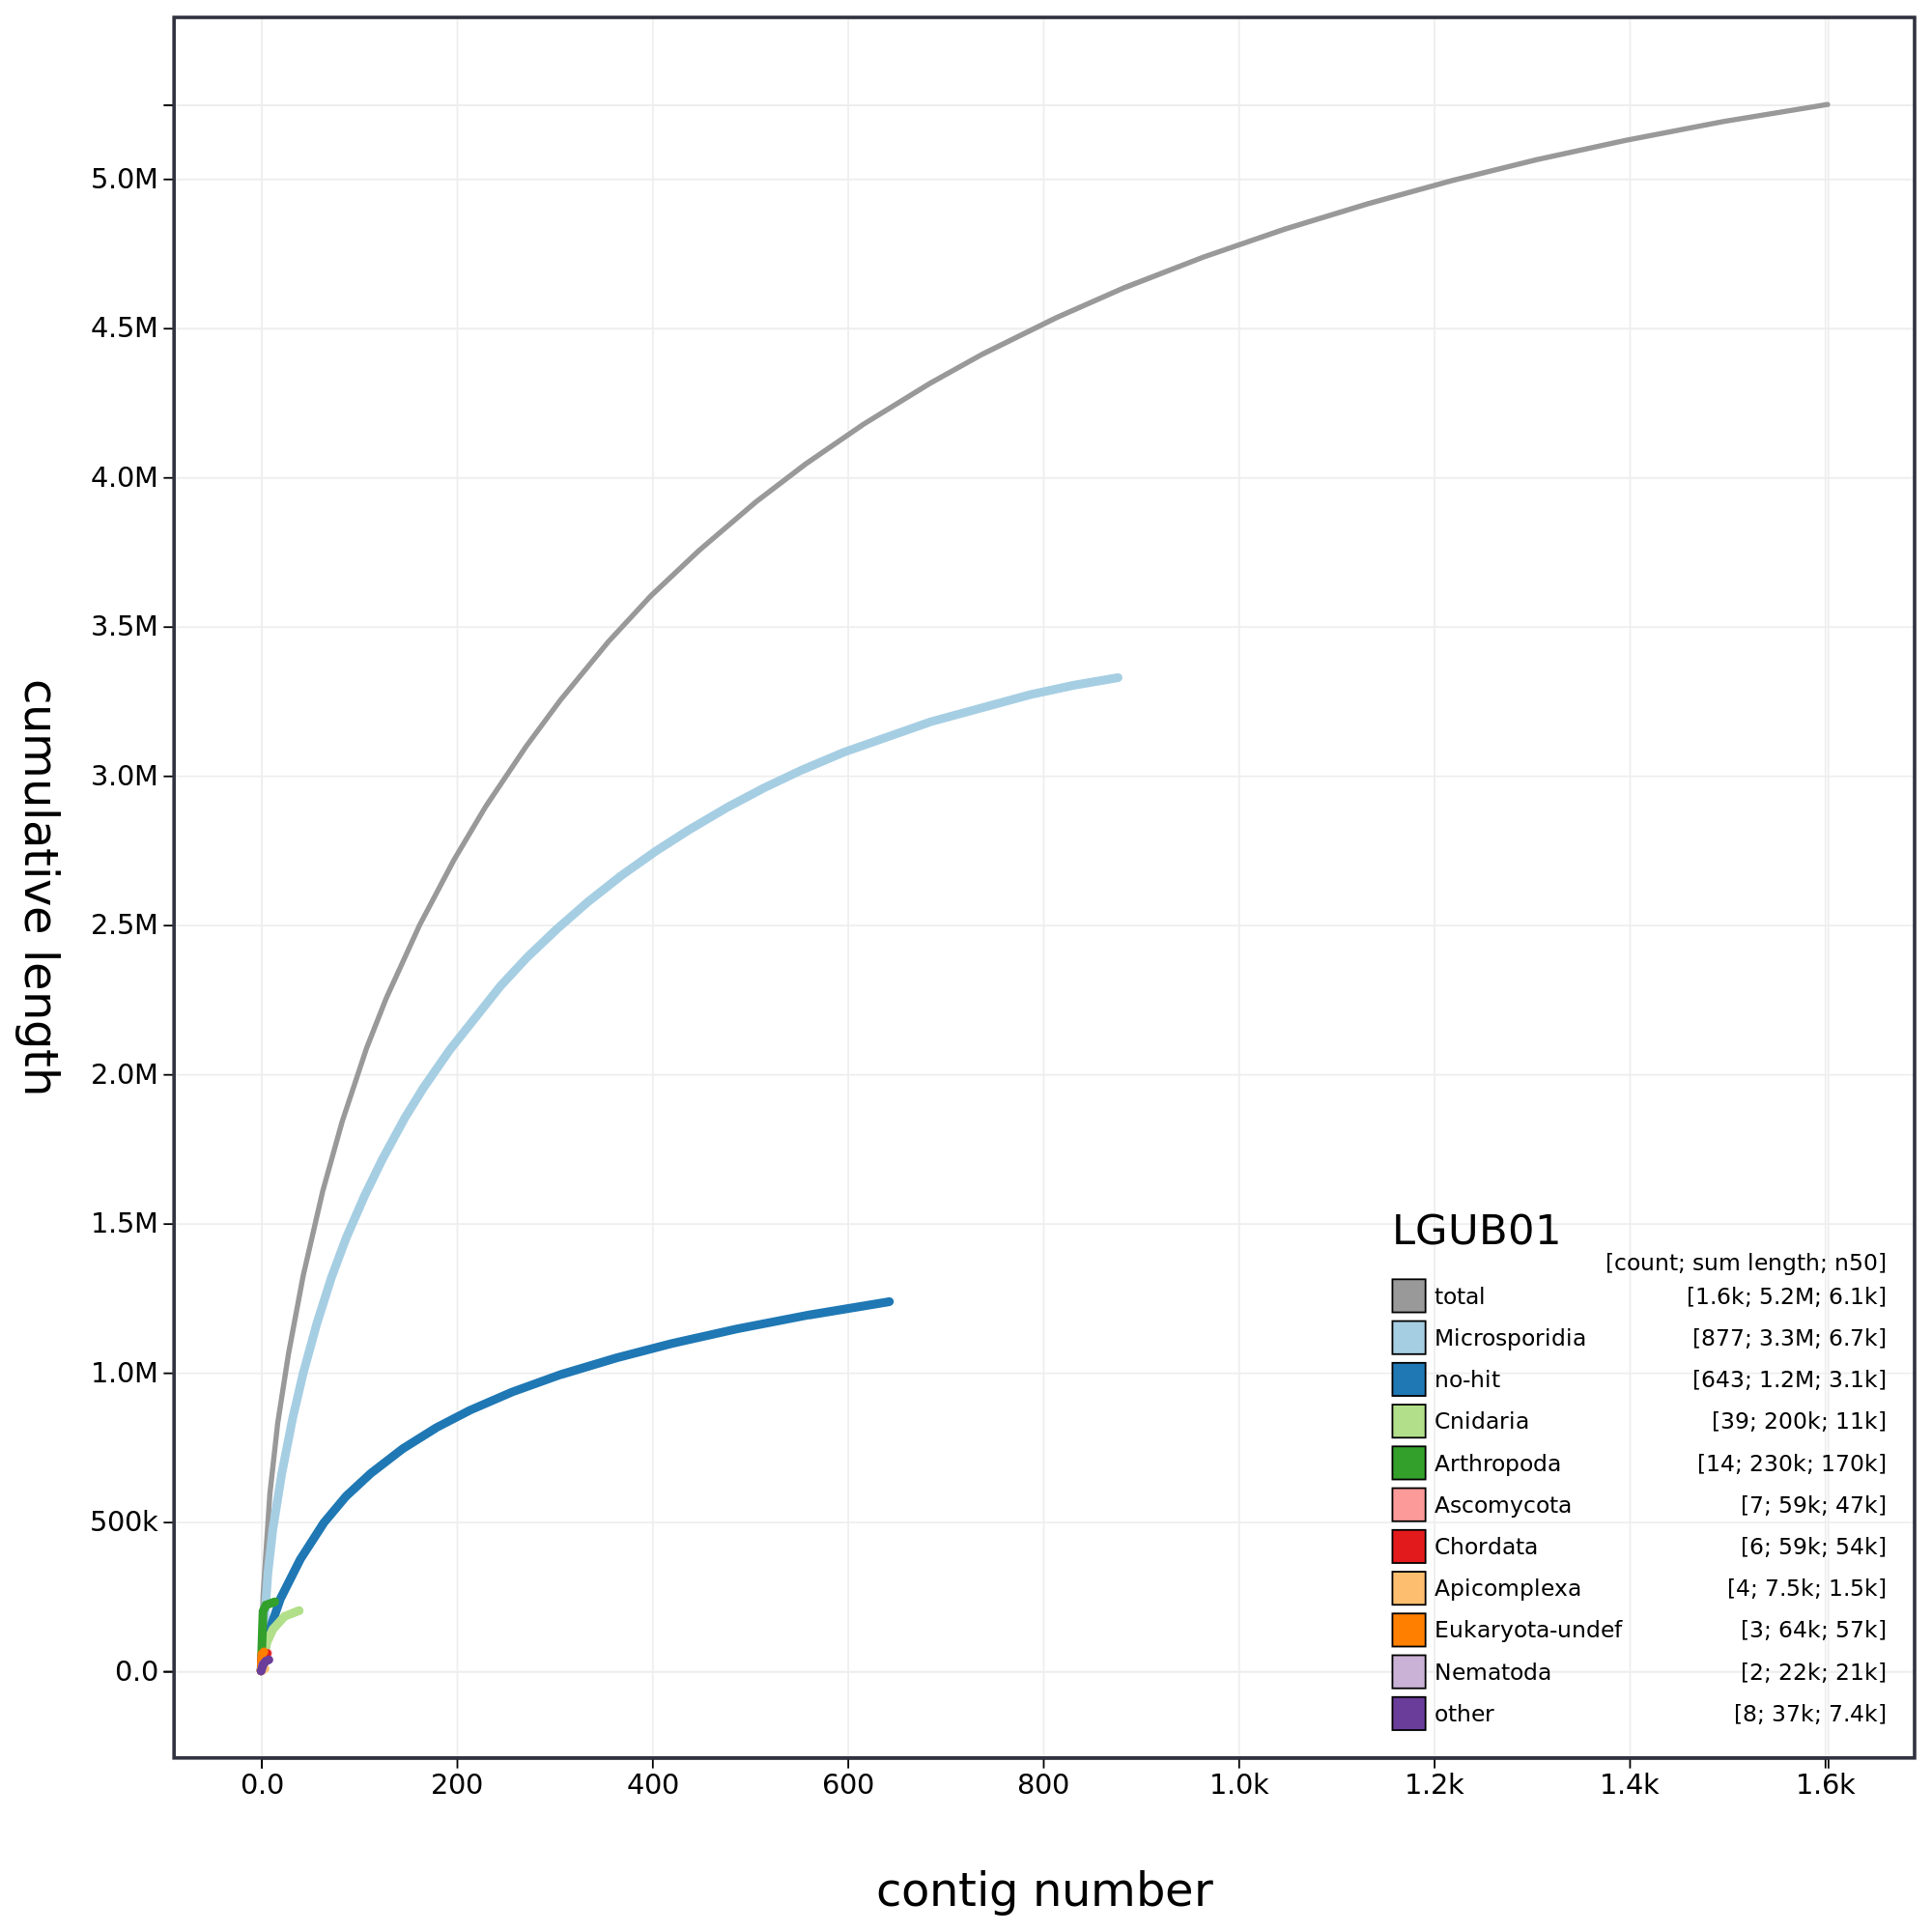 5.0M
4.5M
4.0M
3.5M
3.0M
2.5M
2.0M
1.5M
1.0M
500k
0.0
cumulative length
LGUB01
[count; sum length; n50]
total [1.6k; 5.2M; 6.1k]
Microsporidia [877; 3.3M; 6.7k]
no-hit [643; 1.2M; 3.1k]
Cnidaria [39; 200k; 11k]
Arthropoda [14; 230k; 170k]
Ascomycota [7; 59k; 47k]
Chordata [6; 59k; 54k]
Apicomplexa [4; 7.5k; 1.5k]
Eukaryota-undef [3; 64k; 57k]
Nematoda [2; 22k; 21k]
other [8; 37k; 7.4k]
0.0 200 400 600 800 1.0k 1.2k 1.4k 1.6k
contig number